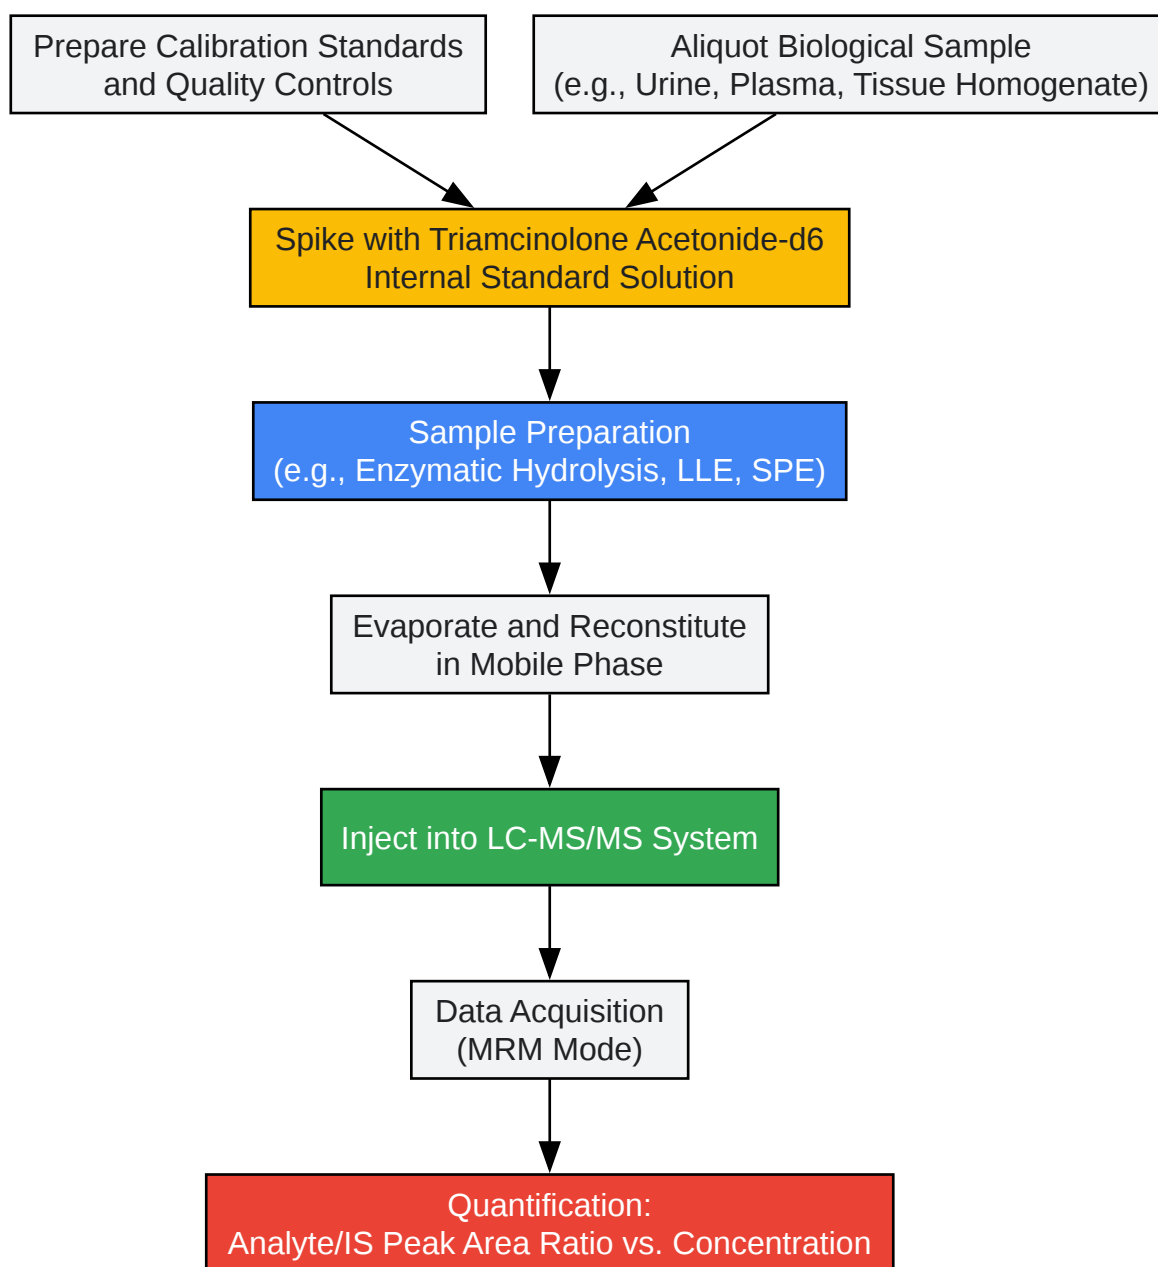 Prepare Calibration Standards
and Quality Controls
Aliquot Biological Sample
(e.g., Urine, Plasma, Tissue Homogenate)
Spike with Triamcinolone Acetonide-d6
Internal Standard Solution
Sample Preparation
(e.g., Enzymatic Hydrolysis, LLE, SPE)
Evaporate and Reconstitute
in Mobile Phase
Inject into LC-MS/MS System
Data Acquisition
(MRM Mode)
Quantification:
Analyte/IS Peak Area Ratio vs. Concentration